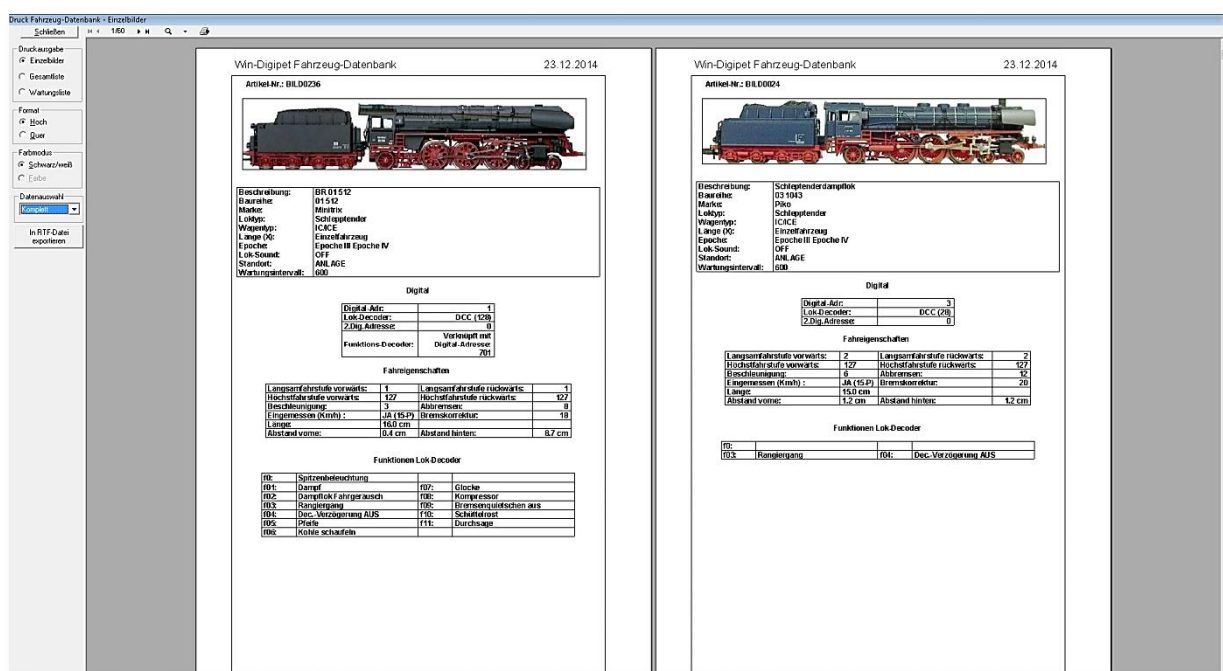 Druck Fahrzeug-Datenbank - Einzelbilder
Schließen
1/60
Druckausgabe
Einzelbilder
Gesamtliste
Wartungsliste
Format
Hoch
Quer
Farbmodus
Schwarz/weiß
Farbe
Datenauswahl
Komplett
In RTF-Datei
exportieren
Win-Digipet Fahrzeug-Datenbank 23.12.2014
Artikel-Nr.: BILD0236
Beschreibung: BR 01 512
Baureihe: 01 512
Marke: Minitrix
Loktyp: Schlepptender
Wagentyp: IC/ICE
Länge (X): Einzelfahrzeug
Epoche: Epoche III Epoche IV
Lok-Sound: OFF
Standort: ANLAGE
Wartungsintervall: 600
Digital
Digital-Adr: 1
Lok-Decoder: DCC (128)
2.Dig.Adresse: 0
Funktions-Decoder: Verknüpft mit
Digital-Adresse:
701
Fahreigenschaften
Langsamfahrstufe vorwärts: 1 Langsamfahrstufe rückwärts: 1
Höchstfahrstufe vorwärts: 127 Höchstfahrstufe rückwärts: 127
Beschleunigung: 3 Abbremsen: 8
Eingemessen (Km/h) : JA (15-P) Bremskorrektur: 18
Länge: 16.0 cm
Abstand vorne: 0.4 cm Abstand hinten: 8.7 cm
Funktionen Lok-Decoder
f0: Spitzenbeleuchtung
f01: Dampf f07: Glocke
f02: Dampflok Fahrgeräusch f08: Kompressor
f03: Rangiergang f09: Bremsenquietschen aus
f04: Dec.-Verzögerung AUS f10: Schüttelrost
f05: Pfeife f11: Durchsage
f06: Kohle schaufeln
Win-Digipet Fahrzeug-Datenbank 23.12.2014
Artikel-Nr.: BILD0024
Beschreibung: Schleptenderdampflok
Baureihe: 03 1043
Marke: Piko
Loktyp: Schlepptender
Wagentyp: IC/ICE
Länge (X): Einzelfahrzeug
Epoche: Epoche III Epoche IV
Lok-Sound: OFF
Standort: ANLAGE
Wartungsintervall: 600
Digital
Digital-Adr: 3
Lok-Decoder: DCC (28)
2.Dig.Adresse: 0
Fahreigenschaften
Langsamfahrstufe vorwärts: 2 Langsamfahrstufe rückwärts: 2
Höchstfahrstufe vorwärts: 127 Höchstfahrstufe rückwärts: 127
Beschleunigung: 6 Abbremsen: 12
Eingemessen (Km/h) : JA (15-P) Bremskorrektur: 20
Länge: 15.0 cm
Abstand vorne: 1.2 cm Abstand hinten: 1.2 cm
Funktionen Lok-Decoder
f0:
f03: Rangiergang f04: Dec.-Verzögerung AUS